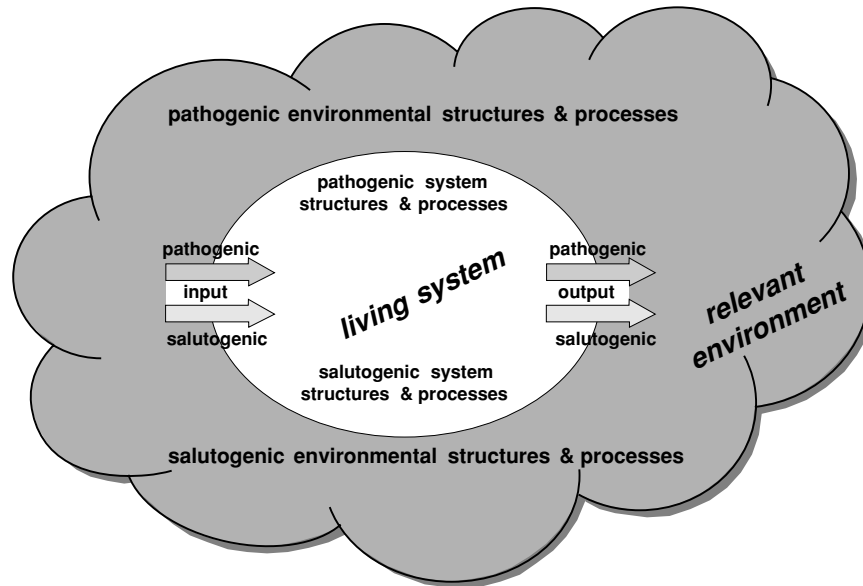 pathogenic environmental structures & processes
pathogenic system
structures & processes
pathogenic
input
salutogenic
living system
pathogenic
output
salutogenic
relevant
environment
salutogenic system
structures & processes
salutogenic environmental structures & processes